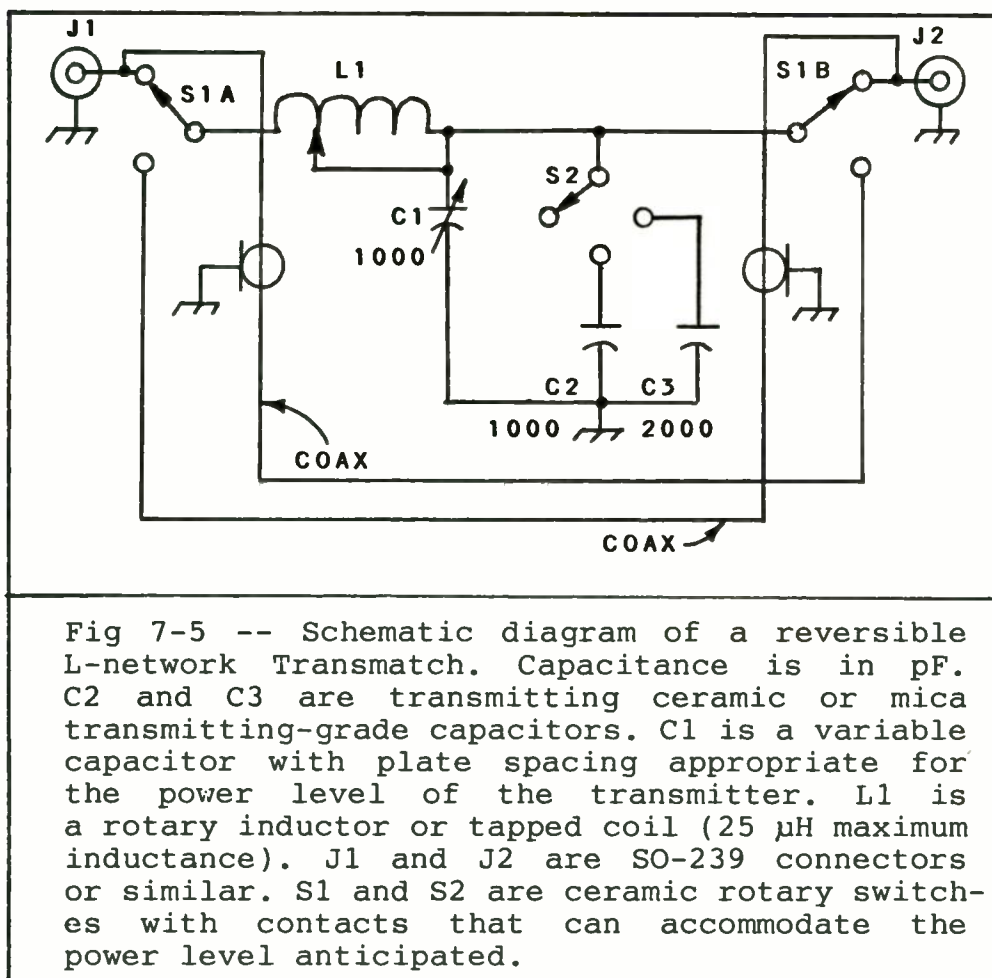 J1
J2
S1A
L1
S1B
S2
C1
1000
C2
C3
1000
2000
COAX
COAX
Fig 7-5 -- Schematic diagram of a reversible
L-network Transmatch. Capacitance is in pF.
C2 and C3 are transmitting ceramic or mica
transmitting-grade capacitors. C1 is a variable
capacitor with plate spacing appropriate for
the power level of the transmitter. L1 is
a rotary inductor or tapped coil (25 µH maximum
inductance). J1 and J2 are SO-239 connectors
or similar. S1 and S2 are ceramic rotary switch-
es with contacts that can accommodate the
power level anticipated.